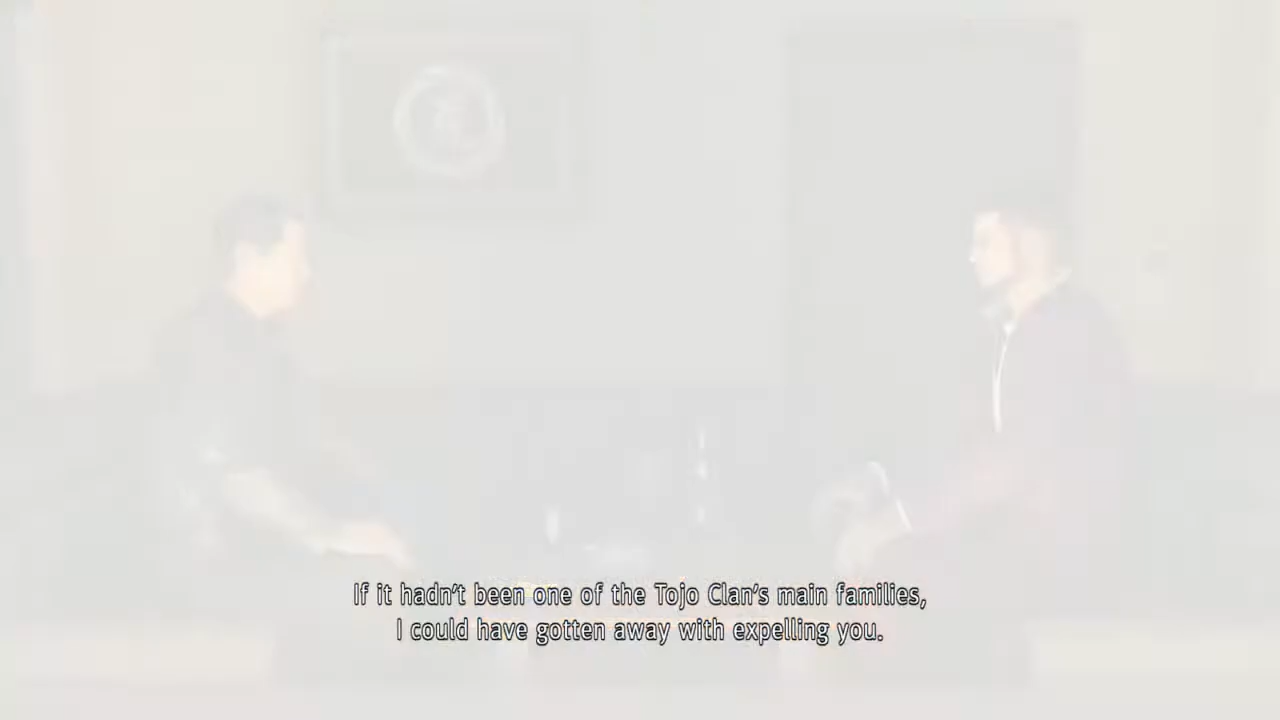 If it hadn't been one of the Tojo Clan's main families,
I could have gotten away with expelling you.